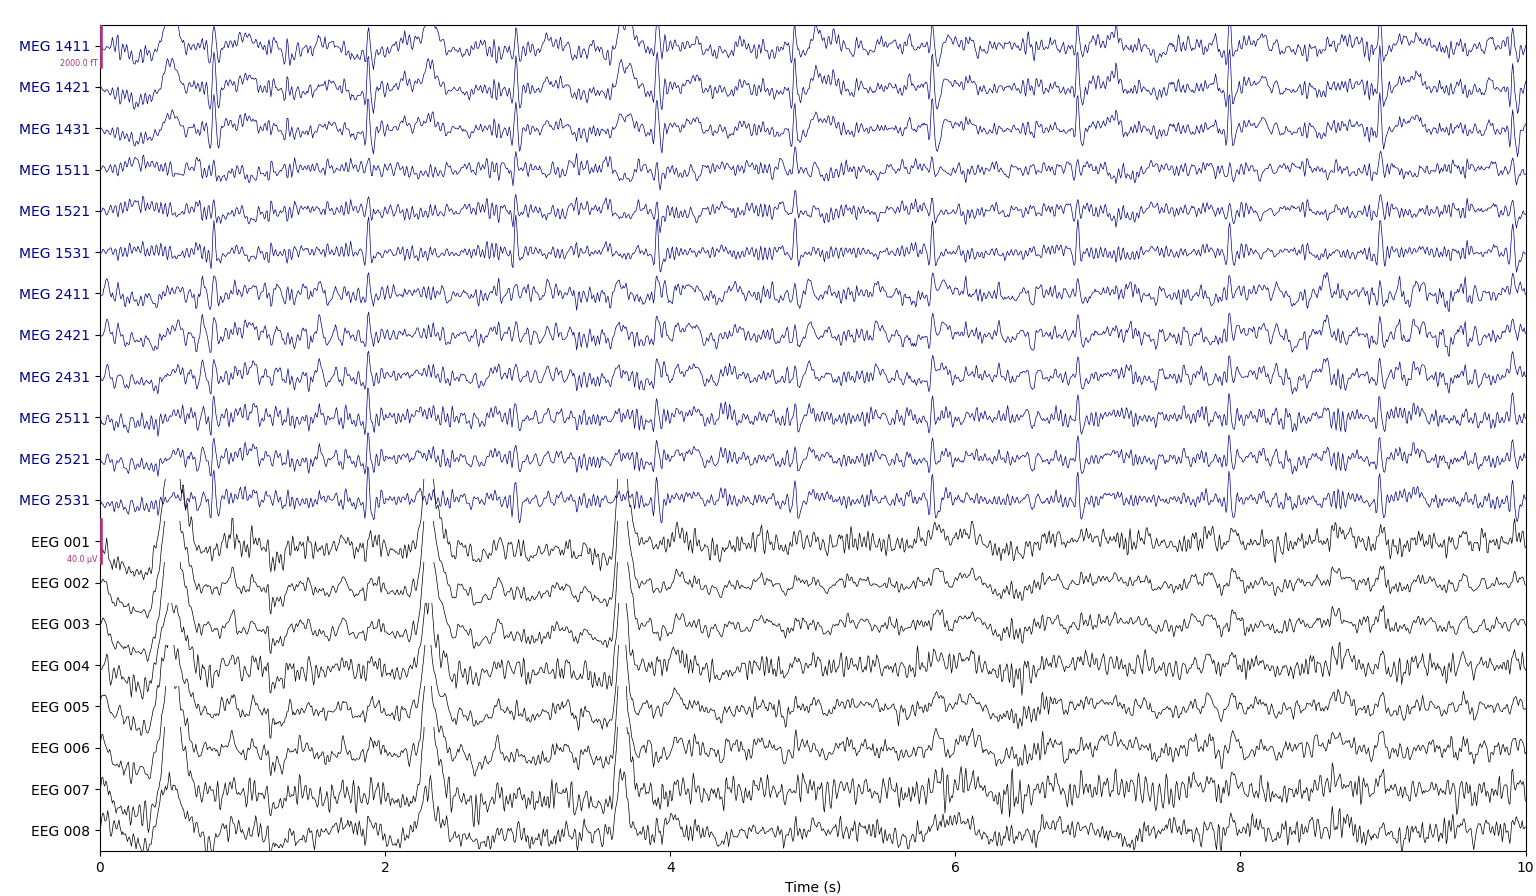 MEG 1411
2000.0 fT
MEG 1421
MEG 1431
MEG 1511
MEG 1521
MEG 1531
MEG 2411
MEG 2421
MEG 2431
MEG 2511
MEG 2521
MEG 2531
EEG 001
40.0 µV
EEG 002
EEG 003
EEG 004
EEG 005
EEG 006
EEG 007
EEG 008
0 2 4 6 8 10
Time (s)